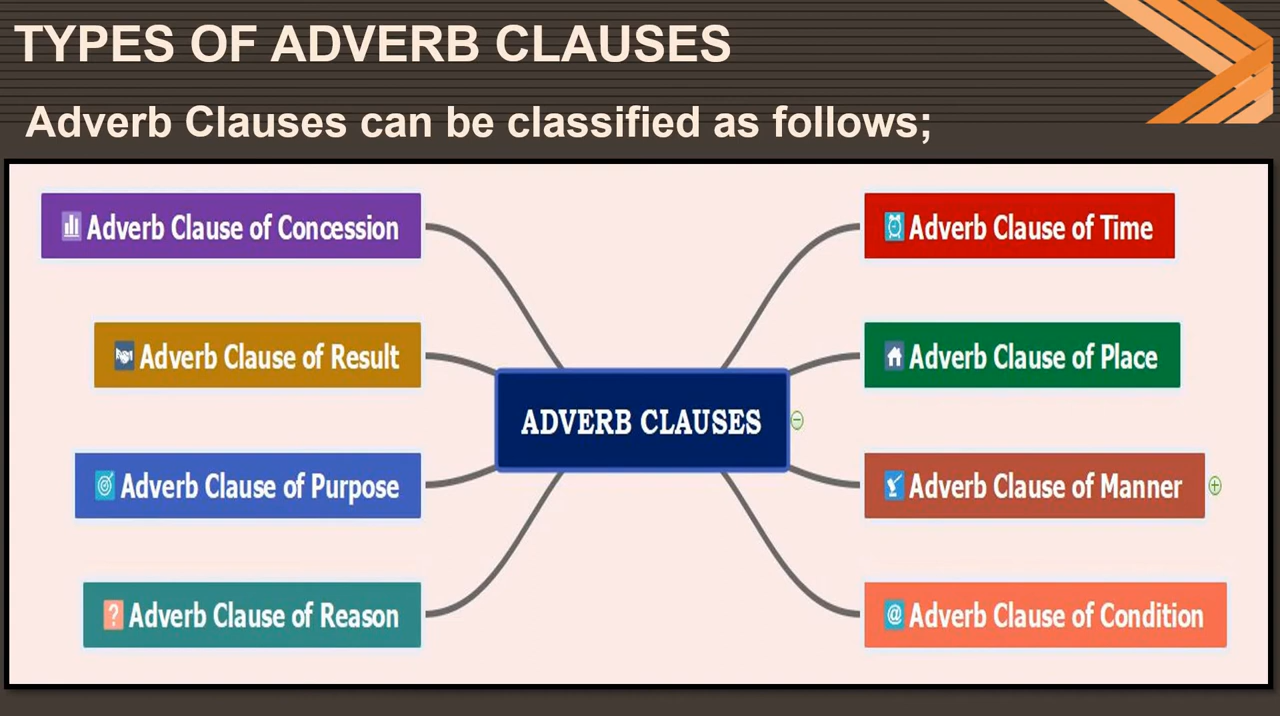 TYPES OF ADVERB CLAUSES
Adverb Clauses can be classified as follows;
Adverb Clause of Concession
Adverb Clause of Result
Adverb Clause of Purpose
Adverb Clause of Reason
ADVERB CLAUSES
Adverb Clause of Time
Adverb Clause of Place
Adverb Clause of Manner
Adverb Clause of Condition